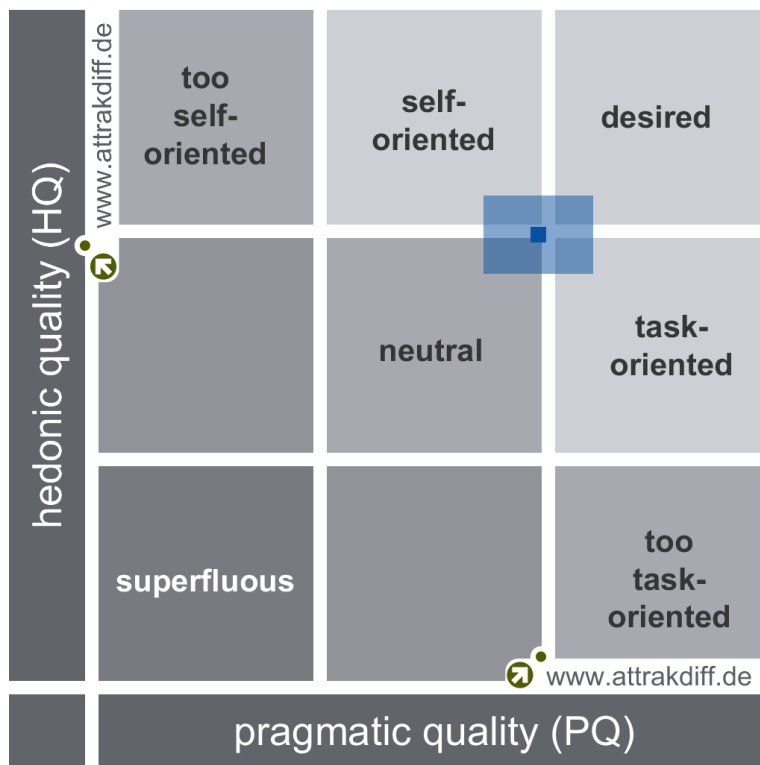 hedonic quality (HQ)
www.attrakdiff.de
too
self-
oriented
self-
oriented
desired
neutral
task-
oriented
superfluous
too
task-
oriented
www.attrakdiff.de
pragmatic quality (PQ)